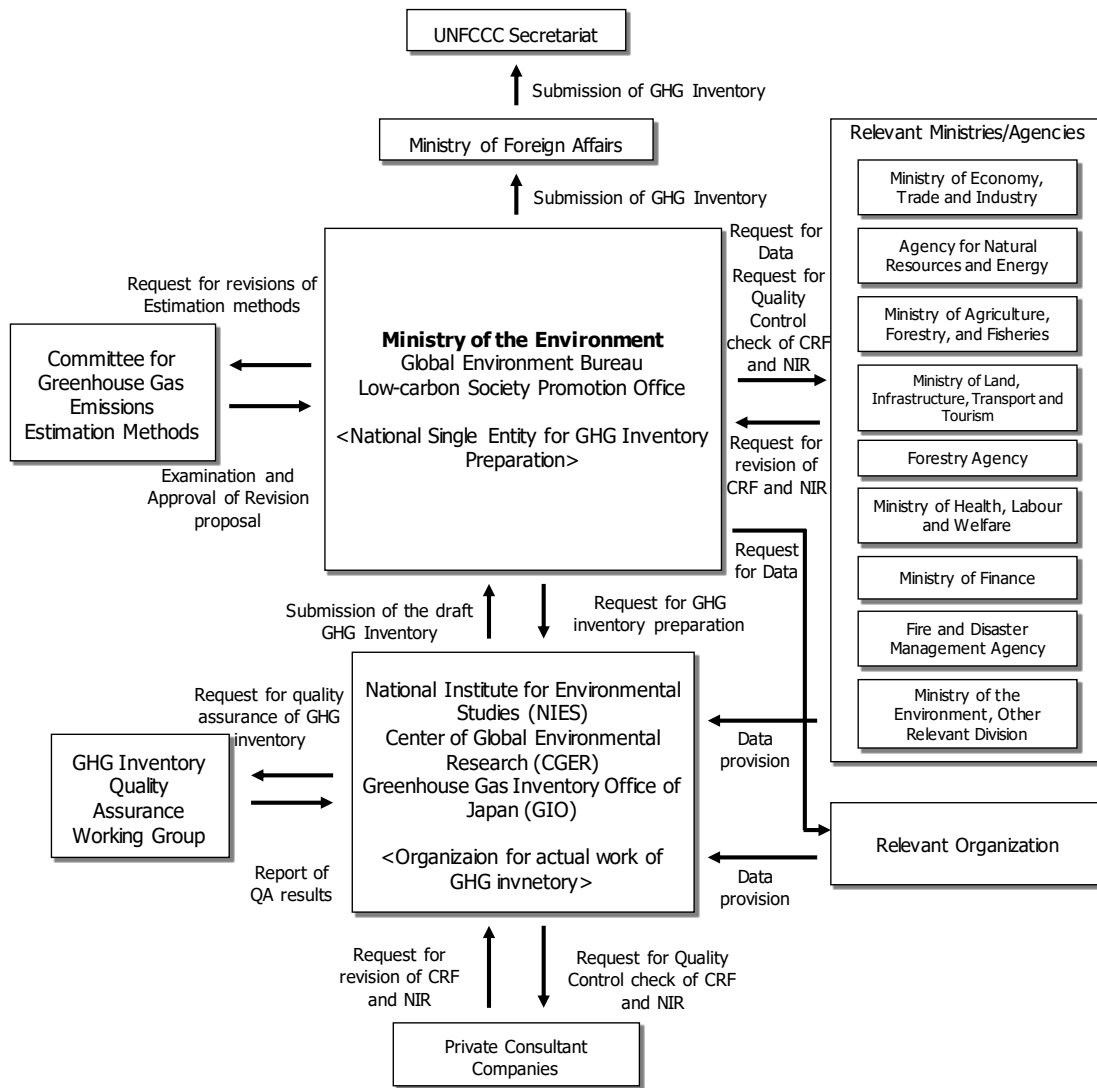 UNFCCC Secretariat
Submission of GHG Inventory
Ministry of Foreign Affairs
Submission of GHG Inventory
Relevant Ministries/Agencies
Ministry of Economy,
Trade and Industry
Agency for Natural
Resources and Energy
Ministry of Agriculture,
Forestry, and Fisheries
Ministry of Land,
Infrastructure, Transport and
Tourism
Forestry Agency
Ministry of Health, Labour
and Welfare
Ministry of Finance
Fire and Disaster
Management Agency
Ministry of the
Environment, Other
Relevant Division
Request for
Data
Request for
Quality
Control
check of CRF
and NIR
Request for
revision of
CRF and NIR
Request
for Data
Request for revisions of
Estimation methods
Committee for
Greenhouse Gas
Emissions
Estimation Methods
Examination and
Approval of Revision
proposal
Ministry of the Environment
Global Environment Bureau
Low-carbon Society Promotion Office
<National Single Entity for GHG Inventory
Preparation>
Submission of the draft
GHG Inventory
Request for GHG
inventory preparation
National Institute for Environmental
Studies (NIES)
Center of Global Environmental
Research (CGER)
Greenhouse Gas Inventory Office of
Japan (GIO)
<Organizaion for actual work of
GHG invnetory>
Request for quality
assurance of GHG
inventory
GHG Inventory
Quality
Assurance
Working Group
Report of
QA results
Data
provision
Relevant Organization
Data
provision
Request for
revision of CRF
and NIR
Request for Quality
Control check of CRF
and NIR
Private Consultant
Companies